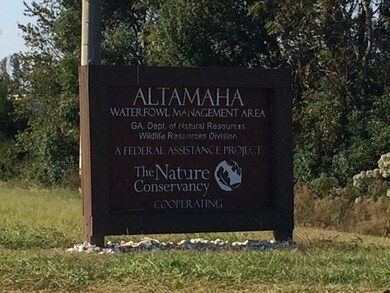 ALTAMAHA
WATERFOWL MANAGEMENT AREA
GA. Dept. of Natural Resources
Wildlife Resources Division
A FEDERAL ASSISTANCE PROJECT
The Nature
Conservancy
COOPERATING